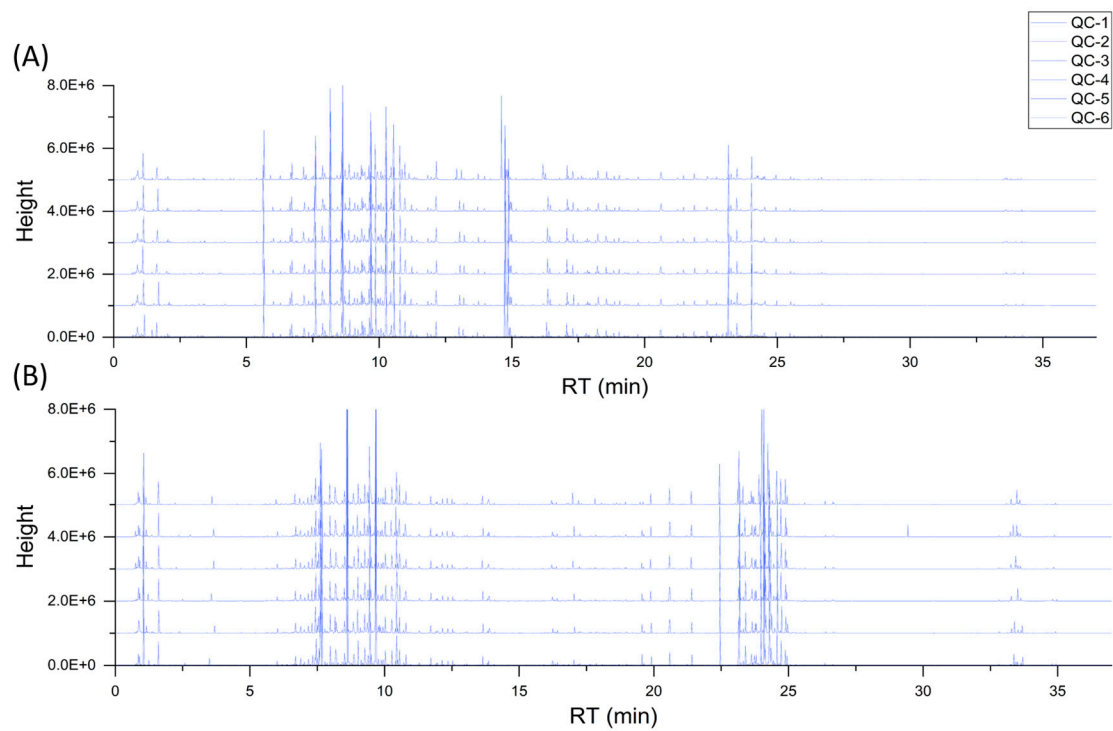 QC-1
QC-2
QC-3
QC-4
QC-5
QC-6
(A)
8.0E+6
6.0E+6
4.0E+6
2.0E+6
0.0E+0
Height
0 5 10 15 20 25 30 35
RT (min)
(B)
8.0E+6
6.0E+6
4.0E+6
2.0E+6
0.0E+0
Height
0 5 10 15 20 25 30 35
RT (min)